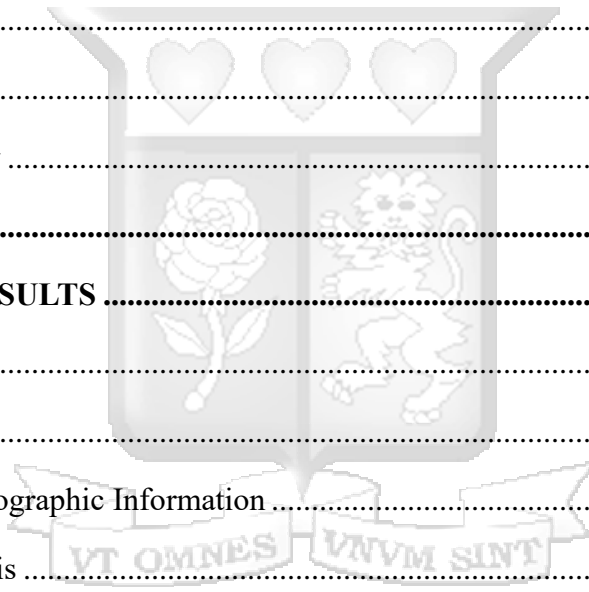 ..........................................................
..........................................................
..........................................................
..........................................................
SULTS ..........................................................
..........................................................
..........................................................
ographic Information ........................................
is ..........................................................
VT OMNES VNVM SINT